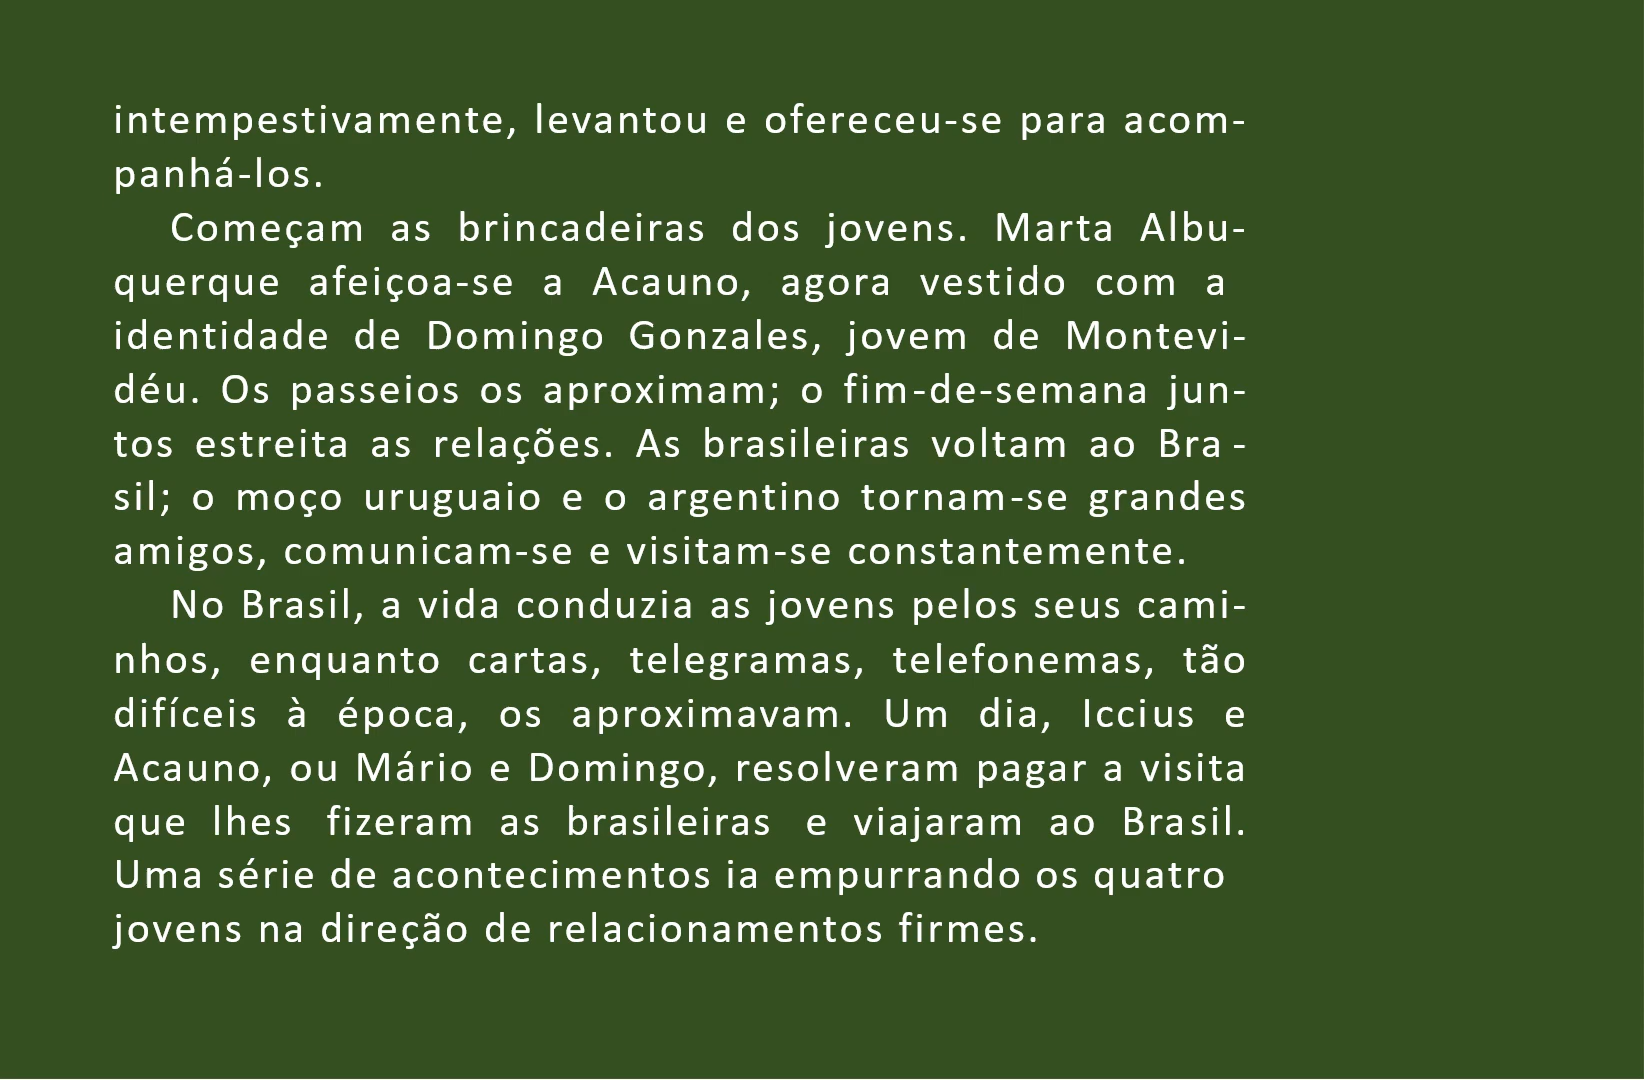 intempestivamente, levantou e ofereceu-se para acom-
panhá-los.
Começam as brincadeiras dos jovens. Marta Albu-
querque afeiçoa-se a Acauno, agora vestido com a
identidade de Domingo Gonzales, jovem de Montevi-
déu. Os passeios os aproximam; o fim-de-semana jun-
tos estreita as relações. As brasileiras voltam ao Bra-
sil; o moço uruguaio e o argentino tornam-se grandes
amigos, comunicam-se e visitam-se constantemente.
No Brasil, a vida conduzia as jovens pelos seus cami-
nhos, enquanto cartas, telegramas, telefonemas, tão
difíceis à época, os aproximavam. Um dia, Iccius e
Acauno, ou Mário e Domingo, resolveram pagar a visita
que lhes fizeram as brasileiras e viajaram ao Brasil.
Uma série de acontecimentos ia empurrando os quatro
jovens na direção de relacionamentos firmes.